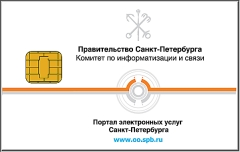 Правительство Санкт-Петербурга
Комитет по информатизации и связи
Портал электронных услуг
Санкт-Петербурга
www.oo.spb.ru